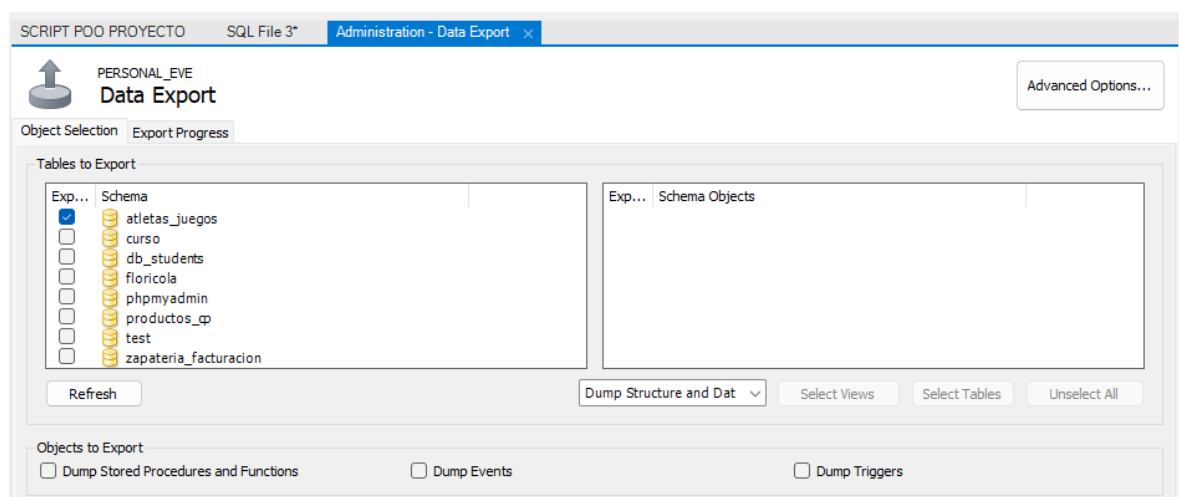 SCRIPT POO PROYECTO SQL File 3* Administration - Data Export ×
PERSONAL_EVE
Data Export
Advanced Options...
Object Selection Export Progress
Tables to Export
Exp... Schema
atletas_juegos
curso
db_students
floricola
phpmyadmin
productos_cp
test
zapateria_facturacion
Exp... Schema Objects
Refresh
Dump Structure and Dat
Select Views
Select Tables
Unselect All
Objects to Export
Dump Stored Procedures and Functions Dump Events Dump Triggers